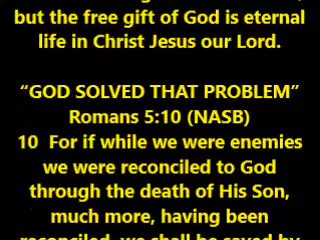 but the free gift of God is eternal
life in Christ Jesus our Lord.
“GOD SOLVED THAT PROBLEM”
Romans 5:10 (NASB)
10 For if while we were enemies
we were reconciled to God
through the death of His Son,
much more, having been
reconciled, we shall be saved by